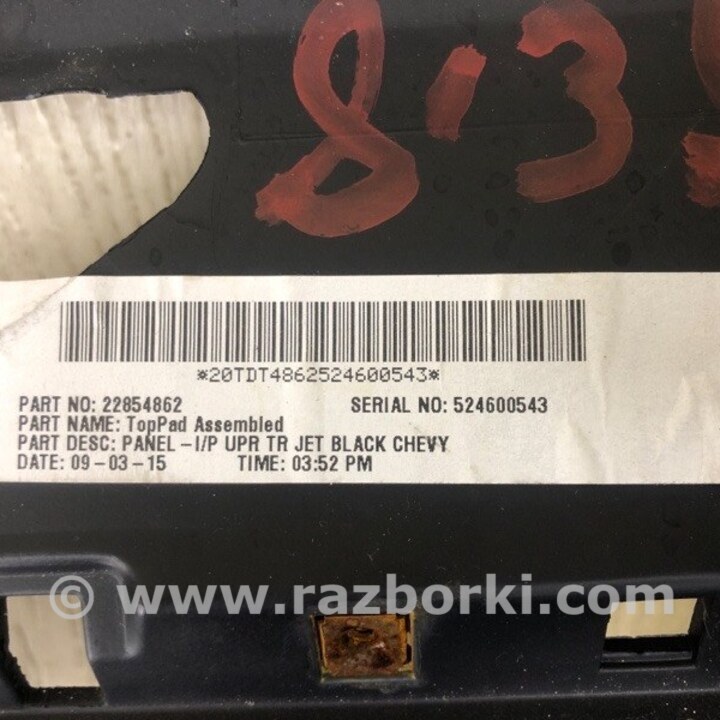 8.3
*20TDT4862524600543*
PART NO: 22854862 SERIAL NO: 524600543
PART NAME: TopPad Assembled
PART DESC: PANEL -I/P UPR TR JET BLACK CHEVY
DATE: 09-03-15 TIME: 03:52 PM
© www.razborki.com